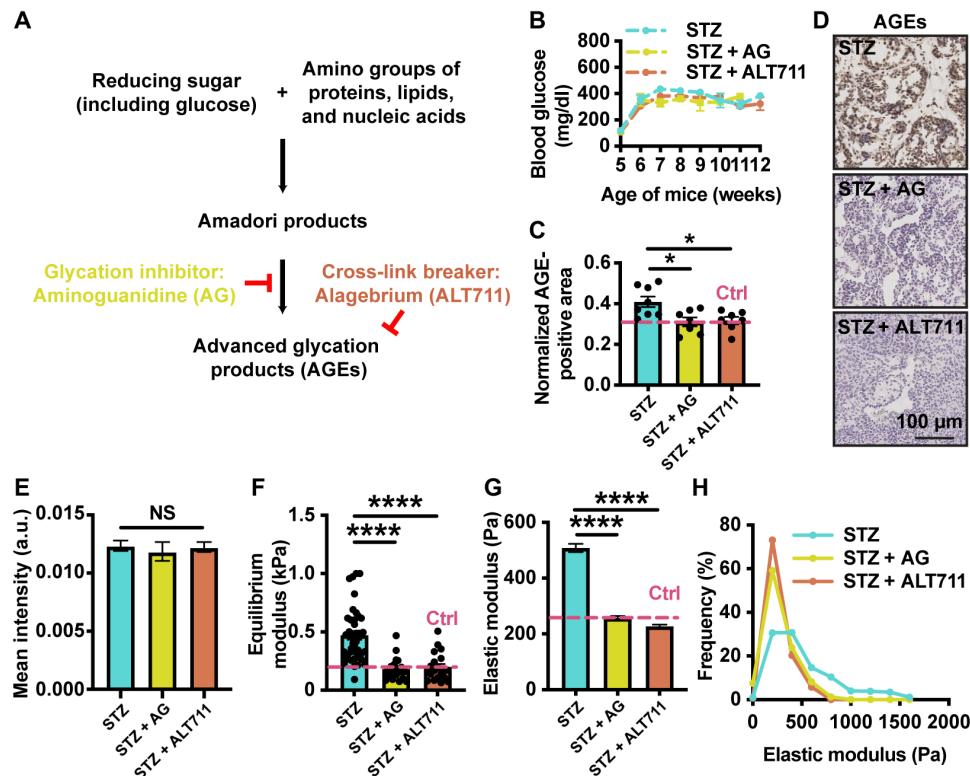 A
Reducing sugar
(including glucose)
+
Amino groups of
proteins, lipids,
and nucleic acids
Amadori products
Glycation inhibitor:
Aminoguanidine (AG)
Cross-link breaker:
Alagebrium (ALT711)
Advanced glycation
products (AGEs)
B
STZ
STZ + AG
STZ + ALT711
Blood glucose
(mg/dl)
800
600
400
200
0
5 6 7 8 9 10 11 12
Age of mice (weeks)
C
Normalized AGE-
positive area
0.6
0.4
0.2
0.0
*
*
Ctrl
STZ
STZ + AG
STZ + ALT711
D
AGEs
STZ
STZ + AG
STZ + ALT711
100 µm
E
Mean intensity (a.u.)
0.015
0.010
0.005
0.000
NS
STZ
STZ + AG
STZ + ALT711
F
Equilibrium
modulus (kPa)
1.5
1
0.5
0
****
****
Ctrl
STZ
STZ + AG
STZ + ALT711
G
Elastic modulus (Pa)
600
400
200
0
****
****
Ctrl
STZ
STZ + AG
STZ + ALT711
H
STZ
STZ + AG
STZ + ALT711
Frequency (%)
80
60
40
20
0
0 500 1000 1500 2000
Elastic modulus (Pa)